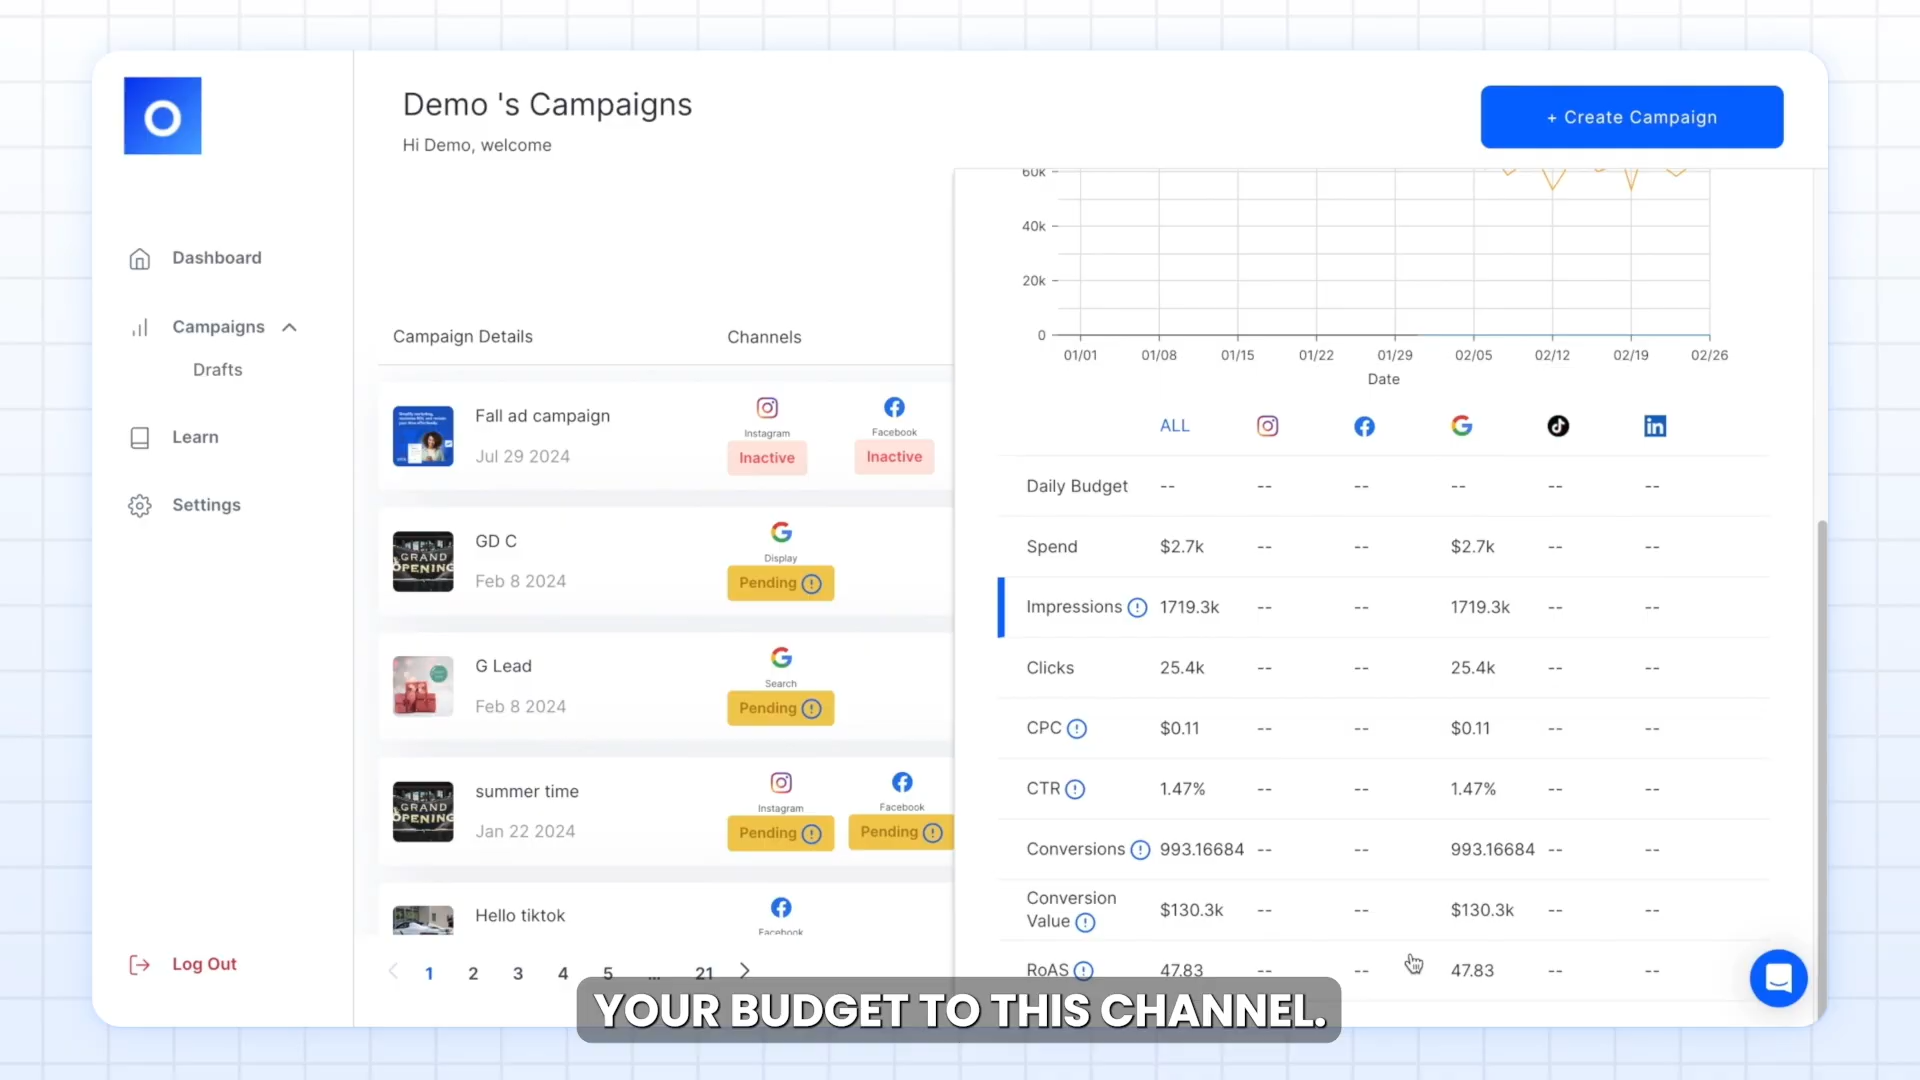 Demo 's Campaigns
Hi Demo, welcome
+ Create Campaign
Dashboard
Campaigns
Drafts
Learn
Settings
Log Out
Campaign Details
Channels
Fall ad campaign
Jul 29 2024
Instagram
Inactive
Facebook
Inactive
GRAND
OPENING
GD C
Feb 8 2024
Display
Pending
G Lead
Feb 8 2024
Search
Pending
GRAND
OPENING
summer time
Jan 22 2024
Instagram
Pending
Facebook
Pending
Hello tiktok
Facebook
1 2 3 4 5 ... 21
60k
40k
20k
0
01/01 01/08 01/15 01/22 01/29 02/05 02/12 02/19 02/26
Date
ALL
Daily Budget -- -- -- -- -- --
Spend $2.7k -- -- $2.7k -- --
Impressions 1719.3k -- -- 1719.3k -- --
Clicks 25.4k -- -- 25.4k -- --
CPC $0.11 -- -- $0.11 -- --
CTR 1.47% -- -- 1.47% -- --
Conversions 993.16684 -- -- 993.16684 -- --
Conversion
Value $130.3k -- -- $130.3k -- --
RoAS 47.83 -- -- 47.83 -- --
YOUR BUDGET TO THIS CHANNEL.